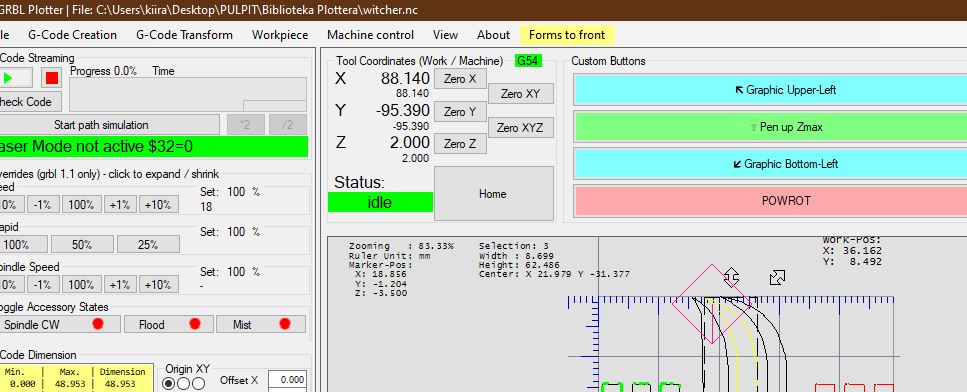 GRBL Plotter | File: C:\Users\kiira\Desktop\PULPIT\Biblioteka Plottera\witcher.nc
le G-Code Creation G-Code Transform Workpiece Machine control View About Forms to front
Code Streaming
Progress 0.0% Time
heck Code
Start path simulation *2 /2
aser Mode not active $32=0
verrides (grbl 1.1 only) - click to expand / shrink
eed Set: 100 %
10% -1% 100% +1% +10% 18
apid Set: 100 %
100% 50% 25%
pindle Speed Set: 100 %
10% -1% 100% +1% +10% -
oggle Accessory States
Spindle CW Flood Mist
Code Dimension
Min. | Max. | Dimension
0.000 | 48.953 | 48.953
Origin XY
Offset X 0.000
Tool Coordinates (Work / Machine) G54
X 88.140 Zero X
88.140 Zero XY
Y -95.390 Zero Y
-95.390 Zero XYZ
Z 2.000 Zero Z
2.000
Status:
idle
Home
Custom Buttons
↖ Graphic Upper-Left
⇧ Pen up Zmax
↙ Graphic Bottom-Left
POWROT
Zooming : 83.33%
Ruler Unit: mm
Marker-Pos:
X: 18.856
Y: -1.204
Z: -3.500
Selection: 3
Width : 8.699
Height: 62.486
Center: X 21.979 Y -31.377
Work-Pos:
X: 36.162
Y: 8.492